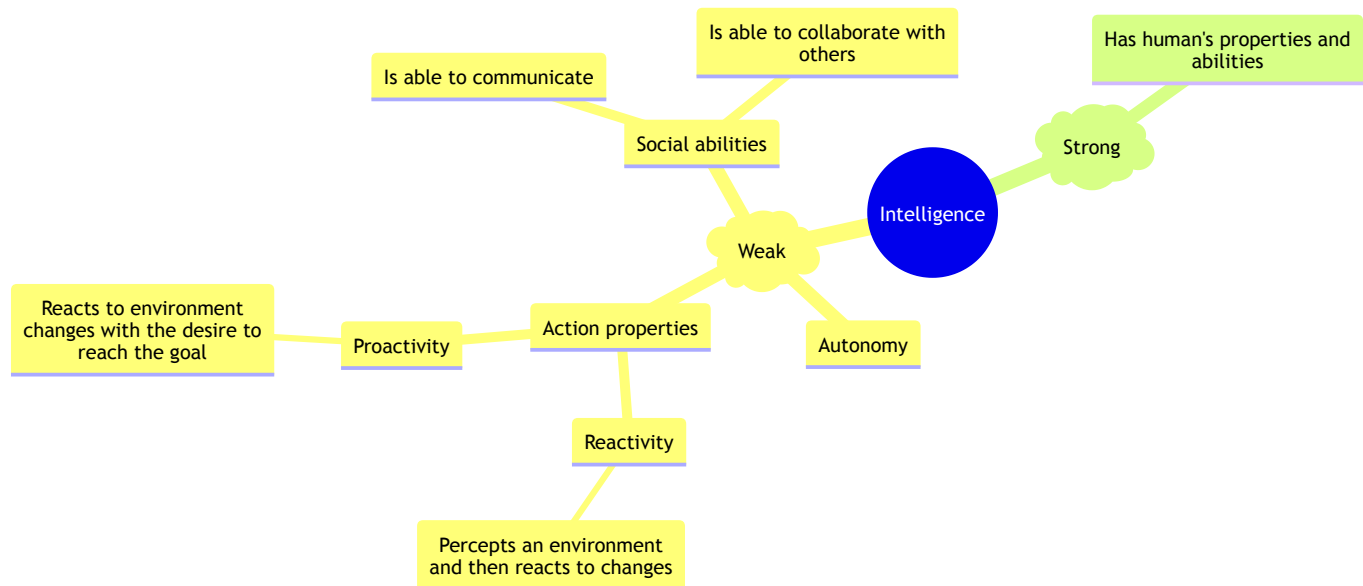 Is able to collaborate with
others
Has human's properties and
abilities
Is able to communicate
Social abilities
Strong
Intelligence
Weak
Reacts to environment
changes with the desire to
reach the goal
Proactivity
Action properties
Autonomy
Reactivity
Percepts an environment
and then reacts to changes